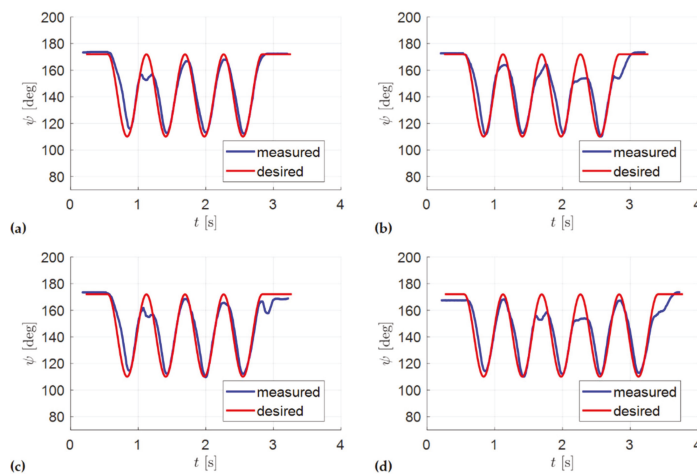 200
180
160
140
120
100
80
ψ [deg]
measured
desired
0
1
2
3
4
t [s]
(a)
200
180
160
140
120
100
80
ψ [deg]
measured
desired
0
1
2
3
4
t [s]
(b)
200
180
160
140
120
100
80
ψ [deg]
measured
desired
0
1
2
3
4
t [s]
(c)
200
180
160
140
120
100
80
ψ [deg]
measured
desired
0
1
2
3
4
t [s]
(d)